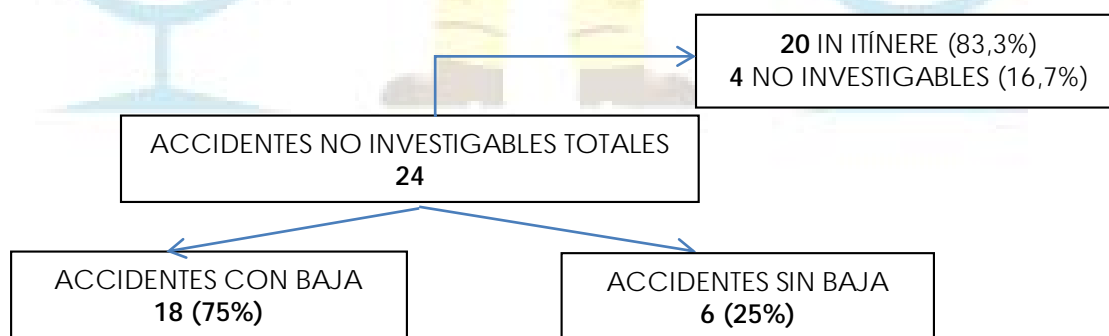 20 IN ITÍNERE (83,3%)
4 NO INVESTIGABLES (16,7%)
ACCIDENTES NO INVESTIGABLES TOTALES
24
ACCIDENTES CON BAJA
18 (75%)
ACCIDENTES SIN BAJA
6 (25%)